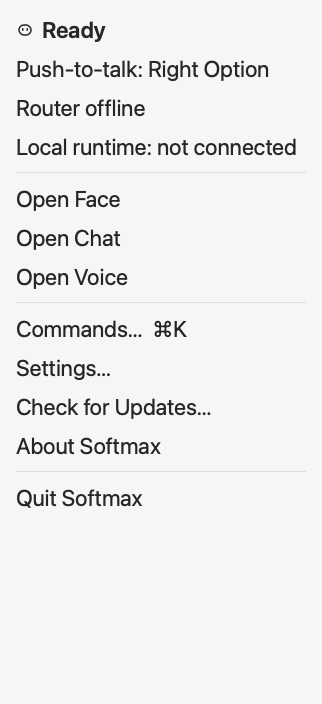 Ready
Push-to-talk: Right Option
Router offline
Local runtime: not connected
Open Face
Open Chat
Open Voice
Commands... ⌘K
Settings...
Check for Updates...
About Softmax
Quit Softmax